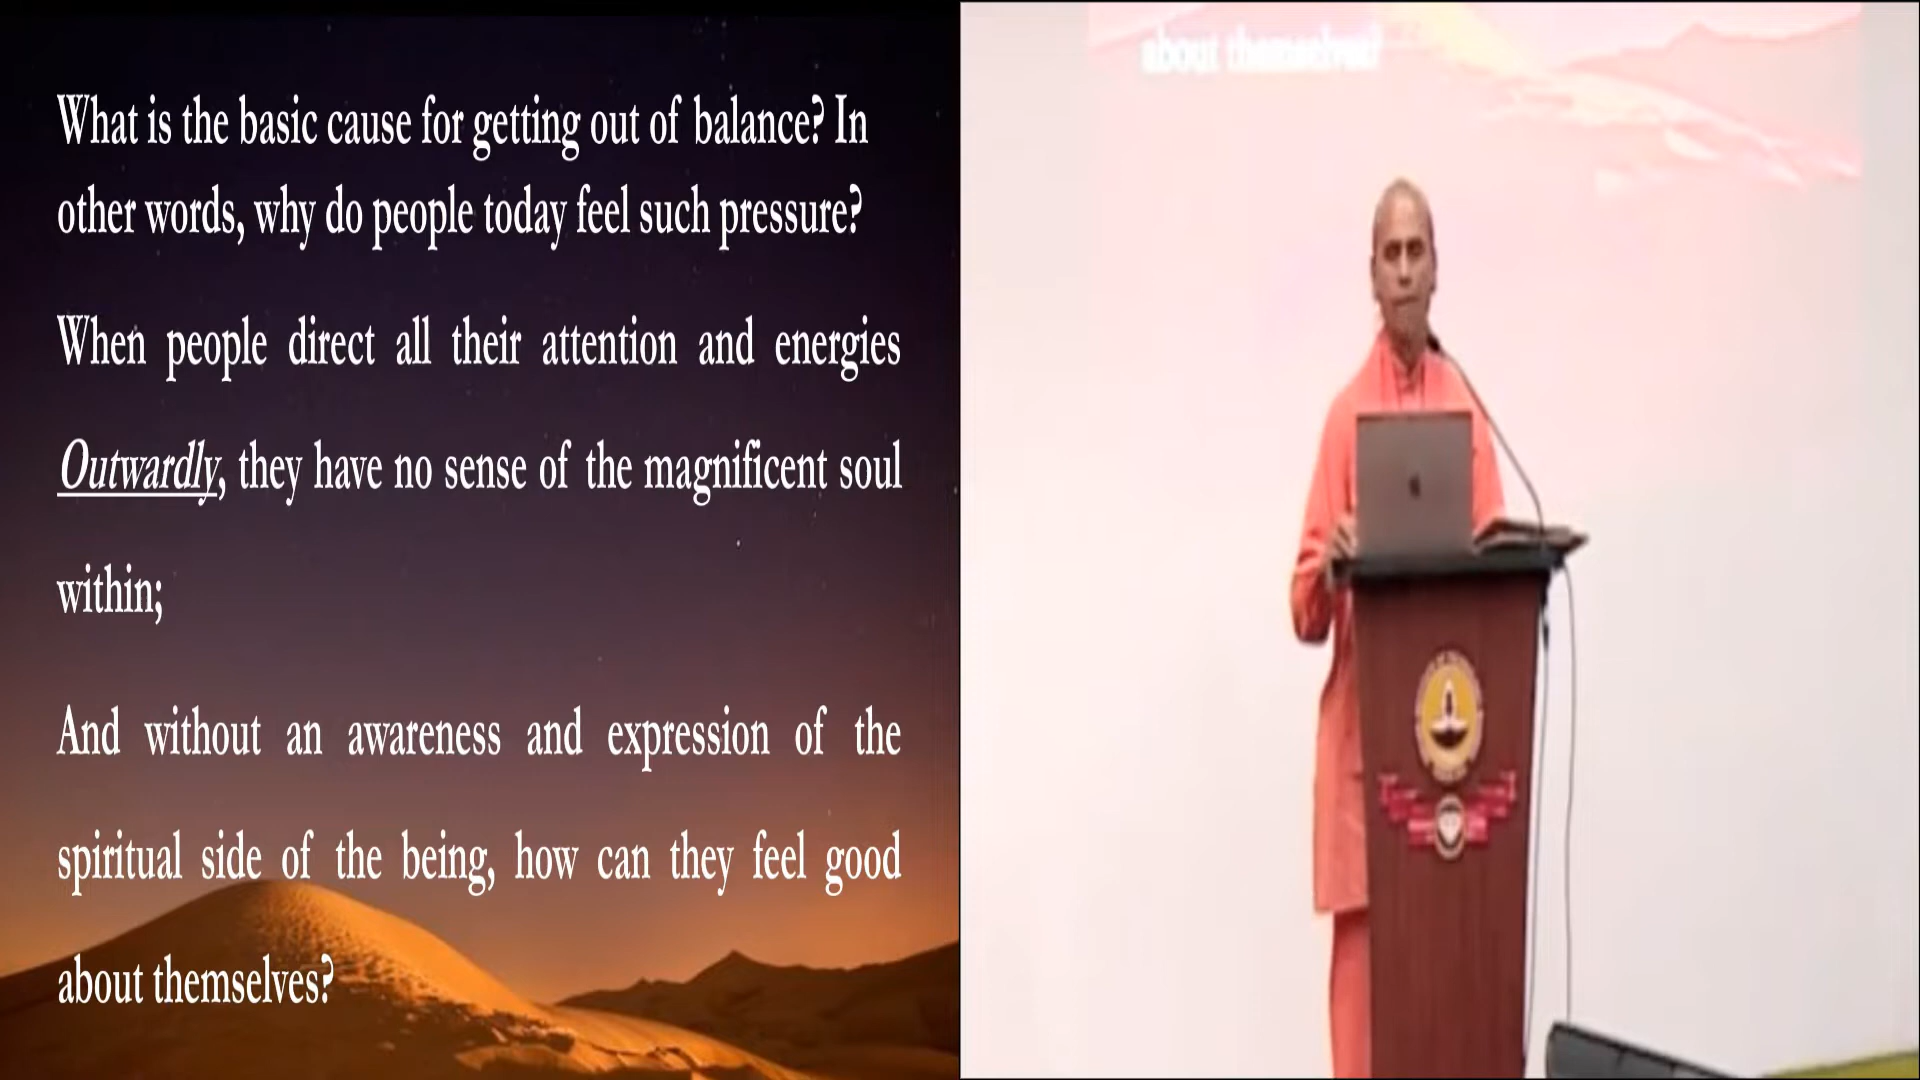 What is the basic cause for getting out of balance? In
other words, why do people today feel such pressure?
When people direct all their attention and energies
Outwardly, they have no sense of the magnificent soul
within;
And without an awareness and expression of the
spiritual side of the being, how can they feel good
about themselves?
about themselves?